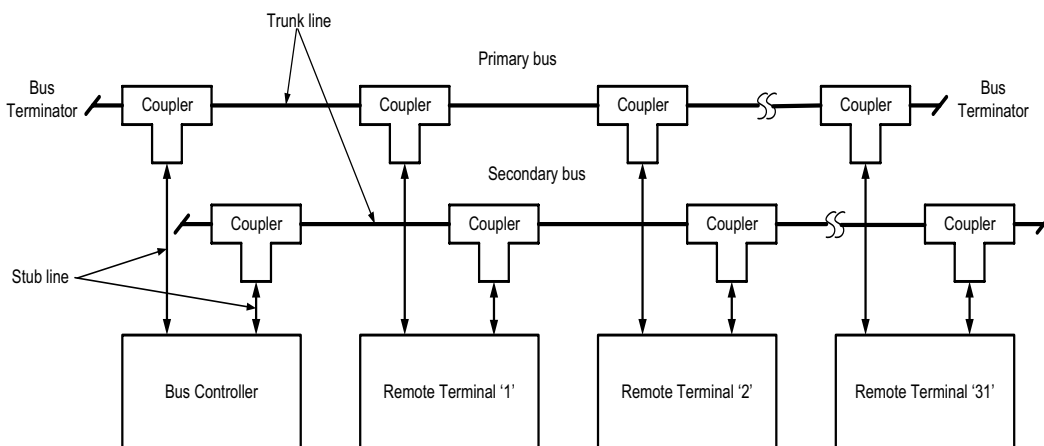 Trunk line
Primary bus
Bus
Terminator
Coupler
Coupler
Coupler
Coupler
Bus
Terminator
Secondary bus
Coupler
Coupler
Coupler
Coupler
Stub line
Bus Controller
Remote Terminal ‘1’
Remote Terminal ‘2’
Remote Terminal ‘31’